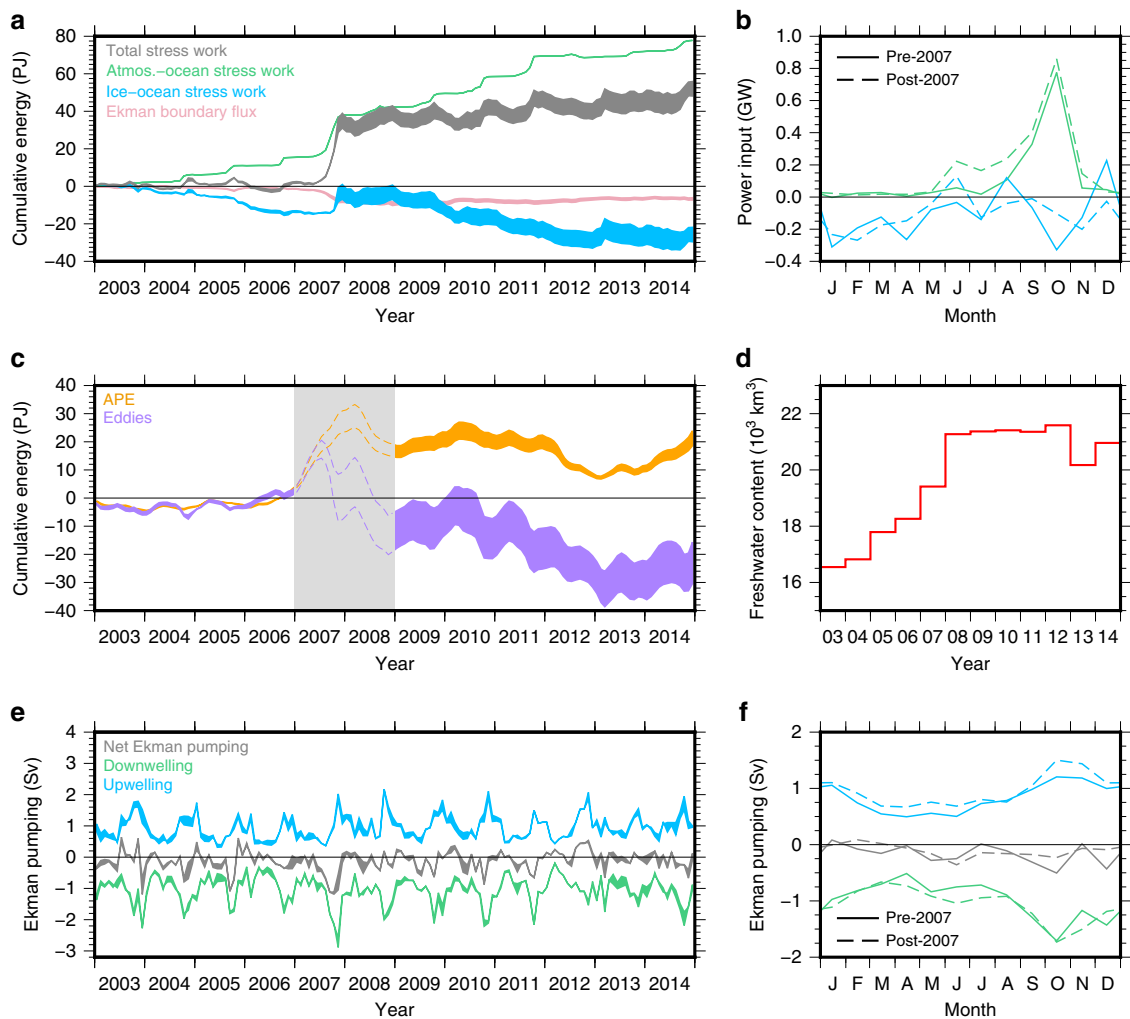 a
80
60
40
20
0
−20
−40
Cumulative energy (PJ)
Total stress work
Atmos.–ocean stress work
Ice–ocean stress work
Ekman boundary flux
2003 2004 2005 2006 2007 2008 2009 2010 2011 2012 2013 2014
Year
b
1.0
0.8
0.6
0.4
0.2
0.0
−0.2
−0.4
Power input (GW)
Pre-2007
Post-2007
J F M A M J J A S O N D
Month
c
40
30
20
10
0
−10
−20
−30
−40
Cumulative energy (PJ)
APE
Eddies
2003 2004 2005 2006 2007 2008 2009 2010 2011 2012 2013 2014
Year
d
22
20
18
16
Freshwater content (10³ km³)
03 04 05 06 07 08 09 10 11 12 13 14
Year
e
4
3
2
1
0
−1
−2
−3
Ekman pumping (Sv)
Net Ekman pumping
Downwelling
Upwelling
2003 2004 2005 2006 2007 2008 2009 2010 2011 2012 2013 2014
Year
f
2
1
0
−1
−2
Ekman pumping (Sv)
Pre-2007
Post-2007
J F M A M J J A S O N D
Month